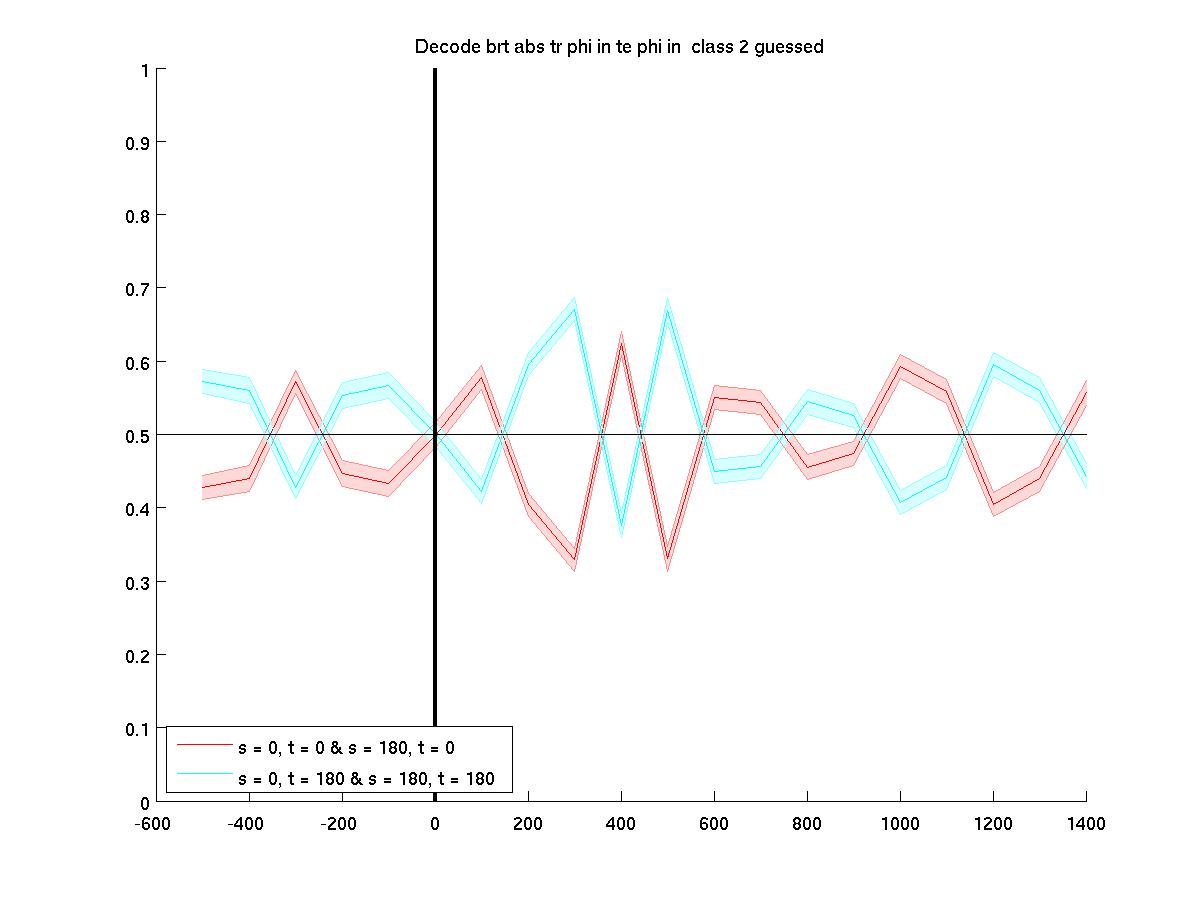 Decode brt abs tr phi in te phi in  class 2 guessed
1
0.9
0.8
0.7
0.6
0.5
0.4
0.3
0.2
0.1
0
s = 0, t = 0 & s = 180, t = 0
s = 0, t = 180 & s = 180, t = 180
-600 -400 -200 0 200 400 600 800 1000 1200 1400